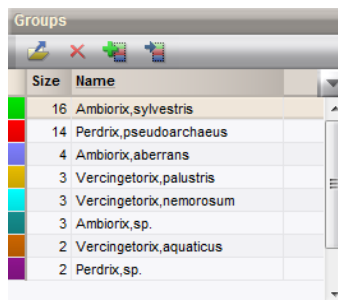 Groups
Size Name
16 Ambiorix,sylvestris
14 Perdrix,pseudoarchaeus
4 Ambiorix,aberrans
3 Vercingetorix,palustris
3 Vercingetorix,nemorosum
3 Ambiorix,sp.
2 Vercingetorix,aquaticus
2 Perdrix,sp.